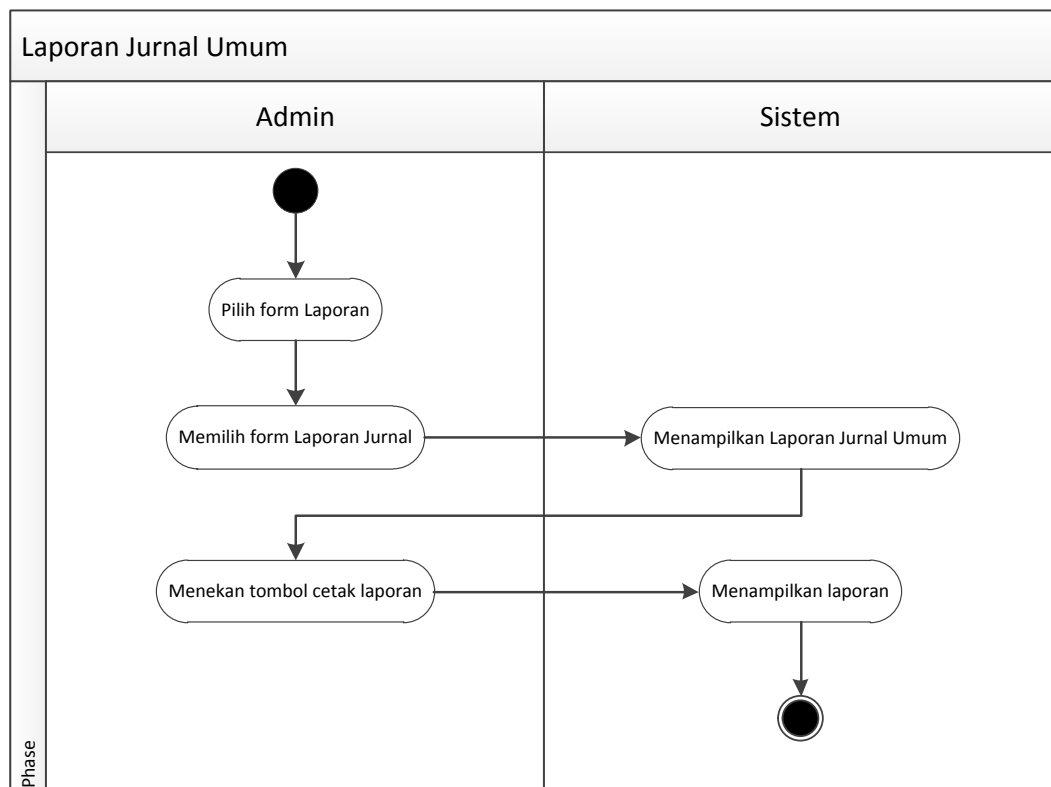 Laporan Jurnal Umum
Admin
Sistem
Pilih form Laporan
Memilih form Laporan Jurnal
Menampilkan Laporan Jurnal Umum
Menekan tombol cetak laporan
Menampilkan laporan
Phase